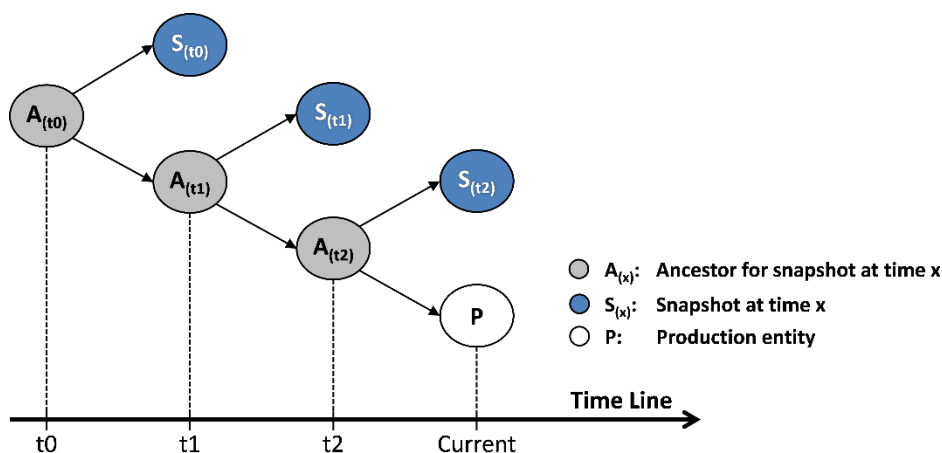 S(t0)
A(t0)
S(t1)
A(t1)
S(t2)
A(t2)
A(x): Ancestor for snapshot at time x
S(x): Snapshot at time x
P
P: Production entity
Time Line
t0 t1 t2 Current